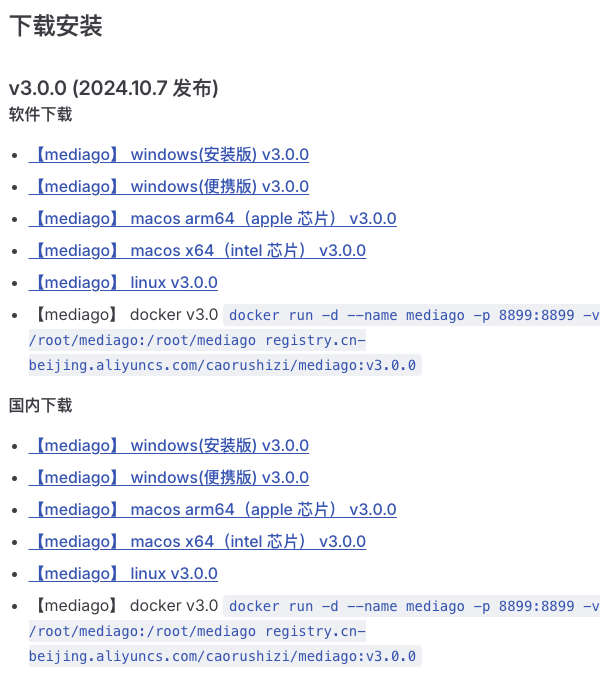 下载安装
v3.0.0 (2024.10.7 发布)
软件下载
【mediago】 windows(安装版) v3.0.0
【mediago】 windows(便携版) v3.0.0
【mediago】 macos arm64（apple 芯片） v3.0.0
【mediago】 macos x64（intel 芯片） v3.0.0
【mediago】 linux v3.0.0
【mediago】 docker v3.0 docker run -d --name mediago -p 8899:8899 -v
/root/mediago:/root/mediago registry.cn-
beijing.aliyuncs.com/caorushizi/mediago:v3.0.0
国内下载
【mediago】 windows(安装版) v3.0.0
【mediago】 windows(便携版) v3.0.0
【mediago】 macos arm64（apple 芯片） v3.0.0
【mediago】 macos x64（intel 芯片） v3.0.0
【mediago】 linux v3.0.0
【mediago】 docker v3.0 docker run -d --name mediago -p 8899:8899 -v
/root/mediago:/root/mediago registry.cn-
beijing.aliyuncs.com/caorushizi/mediago:v3.0.0